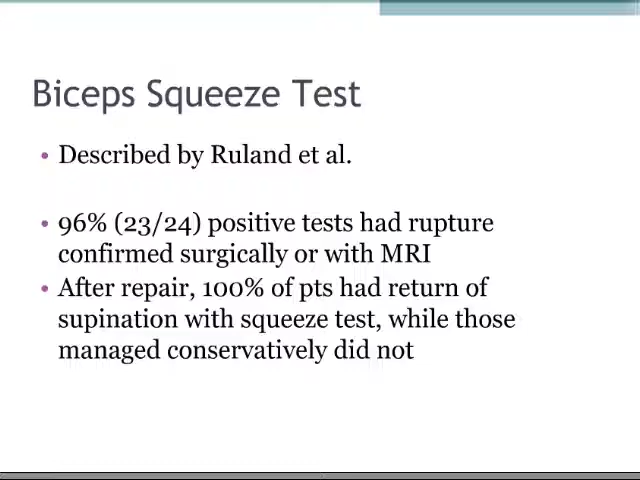 Biceps Squeeze Test
• Described by Ruland et al.
• 96% (23/24) positive tests had rupture
confirmed surgically or with MRI
• After repair, 100% of pts had return of
supination with squeeze test, while those
managed conservatively did not